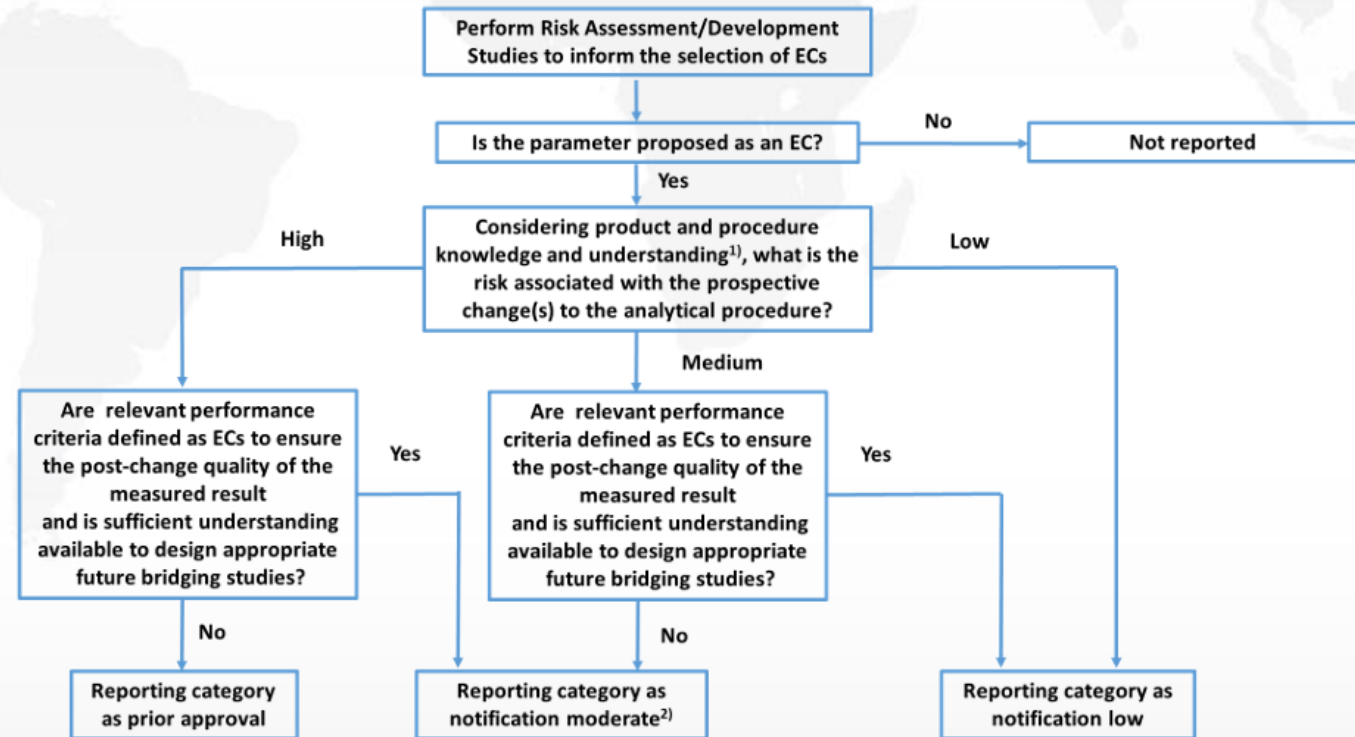 Perform Risk Assessment/Development
Studies to inform the selection of ECs
Is the parameter proposed as an EC?
No
Not reported
Yes
Considering product and procedure
knowledge and understanding¹⁾, what is the
risk associated with the prospective
change(s) to the analytical procedure?
High
Low
Medium
Are relevant performance
criteria defined as ECs to ensure
the post-change quality of the
measured result
and is sufficient understanding
available to design appropriate
future bridging studies?
Yes
Are relevant performance
criteria defined as ECs to ensure
the post-change quality of the
measured result
and is sufficient understanding
available to design appropriate
future bridging studies?
Yes
No
No
Reporting category
as prior approval
Reporting category as
notification moderate²⁾
Reporting category as
notification low